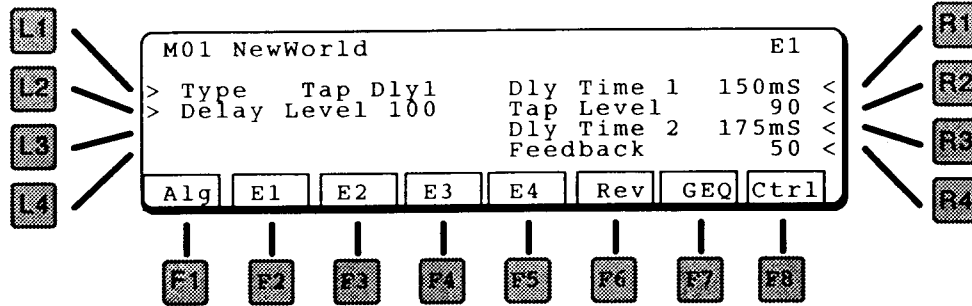 L1
R1
M01 NewWorld E1
L2
R2
> Type Tap Dly1 Dly Time 1 150mS <
> Delay Level 100 Tap Level 90 <
L3
R3
Dly Time 2 175mS <
Feedback 50 <
L4
R4
Alg E1 E2 E3 E4 Rev GEQ Ctrl
F1 F2 F3 F4 F5 F6 F7 F8